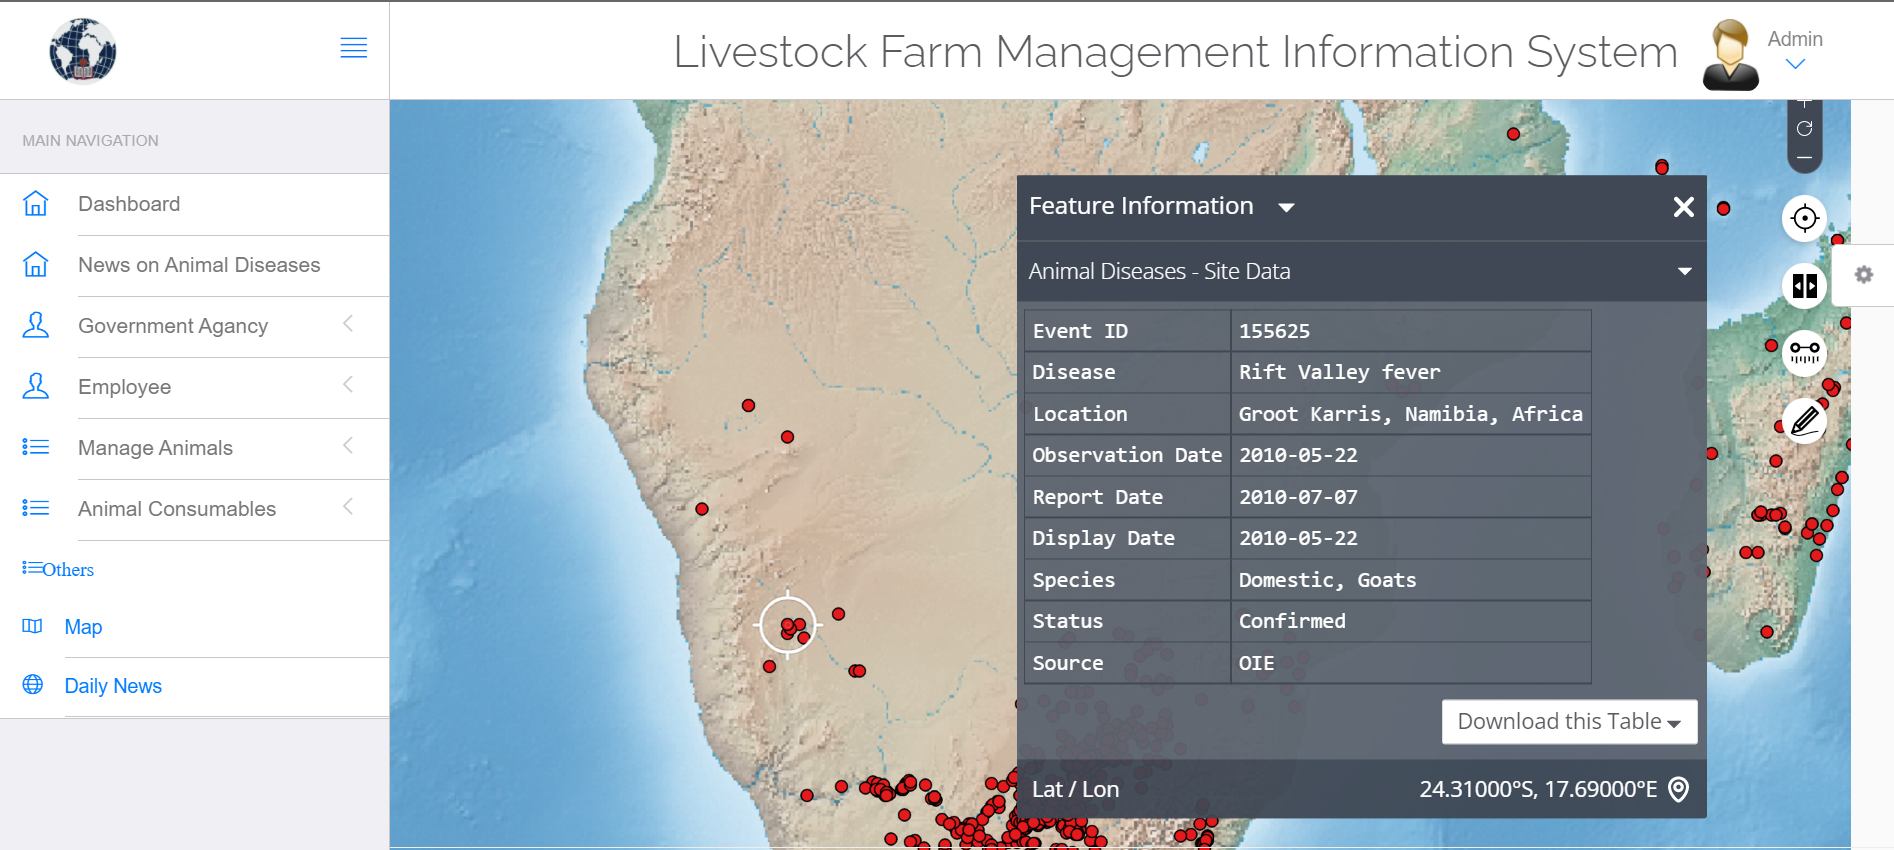 Livestock Farm Management Information System
Admin
MAIN NAVIGATION
Dashboard
News on Animal Diseases
Government Agancy
Employee
Manage Animals
Animal Consumables
Others
Map
Daily News
Feature Information
Animal Diseases - Site Data
Event ID 155625
Disease Rift Valley fever
Location Groot Karris, Namibia, Africa
Observation Date 2010-05-22
Report Date 2010-07-07
Display Date 2010-05-22
Species Domestic, Goats
Status Confirmed
Source OIE
Download this Table
Lat / Lon 24.31000°S, 17.69000°E